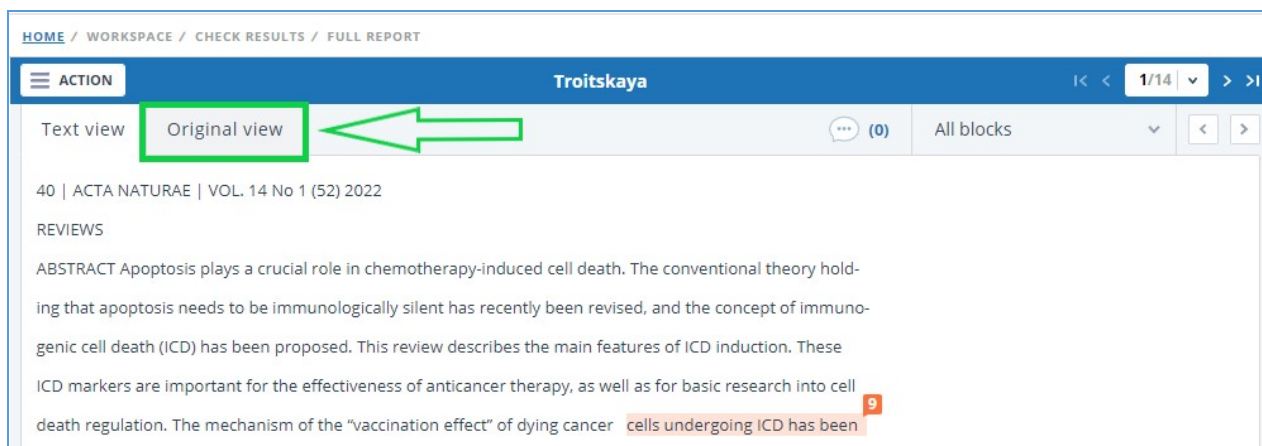 HOME / WORKSPACE / CHECK RESULTS / FULL REPORT
ACTION Troitskaya 1/14
Text view Original view (0) All blocks
40 | ACTA NATURAE | VOL. 14 No 1 (52) 2022
REVIEWS
ABSTRACT Apoptosis plays a crucial role in chemotherapy-induced cell death. The conventional theory hold-
ing that apoptosis needs to be immunologically silent has recently been revised, and the concept of immuno-
genic cell death (ICD) has been proposed. This review describes the main features of ICD induction. These
ICD markers are important for the effectiveness of anticancer therapy, as well as for basic research into cell
9
death regulation. The mechanism of the “vaccination effect” of dying cancer cells undergoing ICD has been